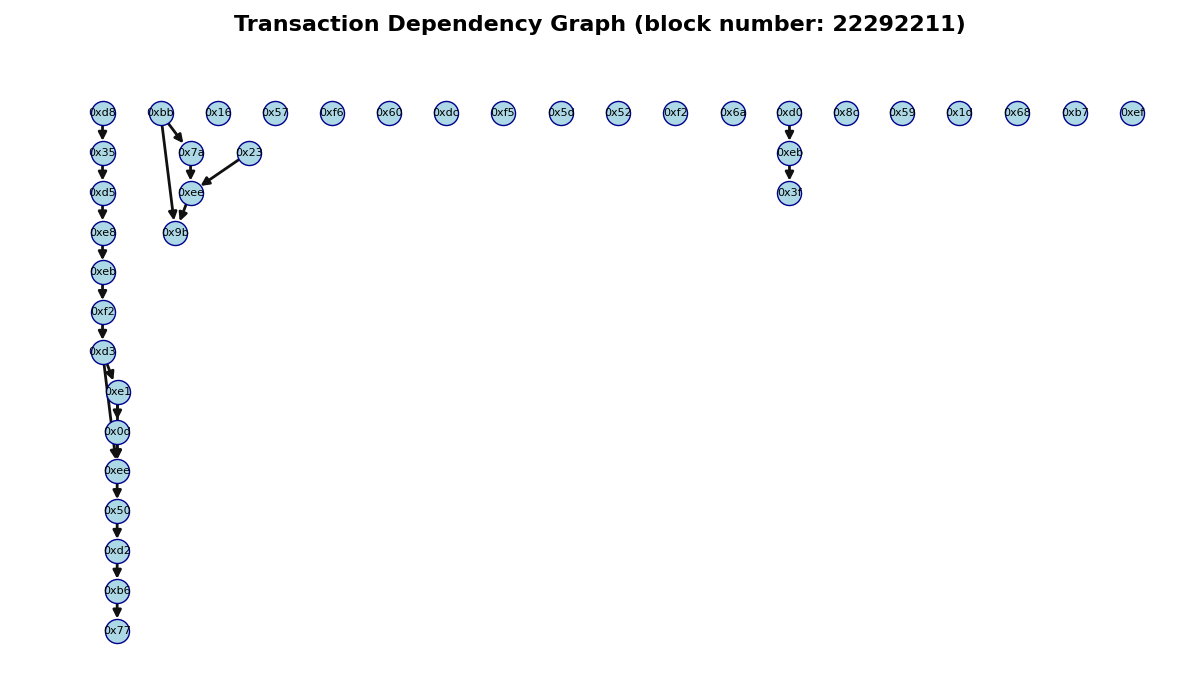 Transaction Dependency Graph (block number: 22292211)
0xd8 0xbb 0x16 0x57 0xf6 0x60 0xdc 0xf5 0x5d 0x52 0xf2 0x6a 0xd0 0x8c 0x59 0x1d 0x68 0xb7 0xef
0x35 0x7a 0x23 0xeb
0xd5 0xee 0x3f
0xe8 0x9b
0xeb
0xf2
0xd3
0xe1
0x0d
0xee
0x50
0xd2
0xb6
0x77